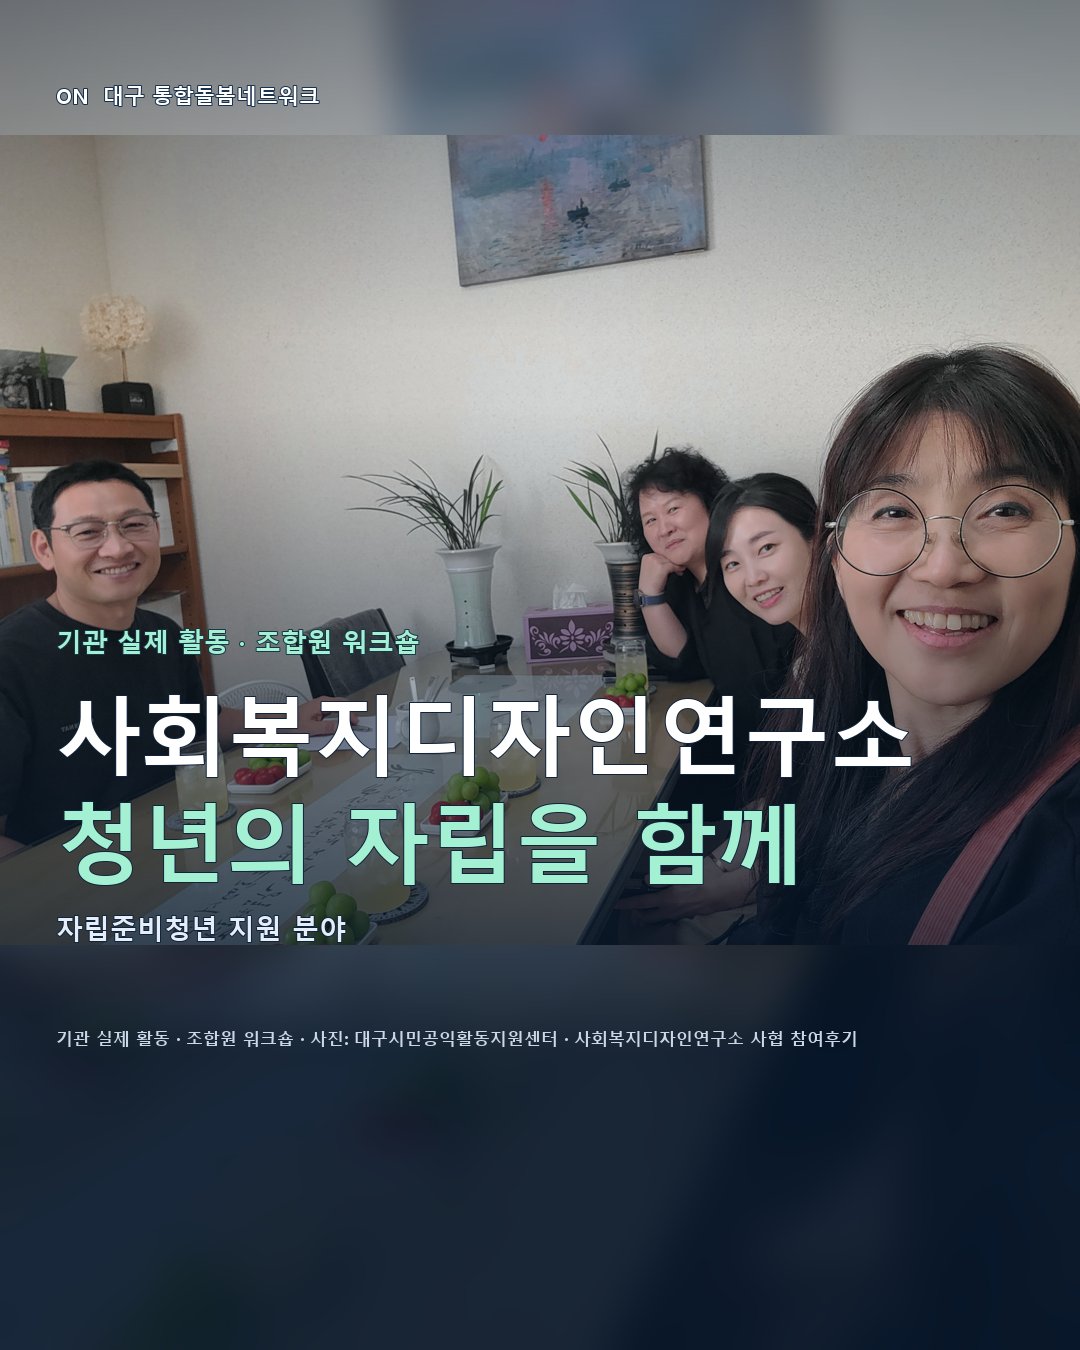 ON 대구 통합돌봄네트워크
기관 실제 활동 · 조합원 워크숍
사회복지디자인연구소
청년의 자립을 함께
자립준비청년 지원 분야
기관 실제 활동 · 조합원 워크숍 · 사진: 대구시민공익활동지원센터 · 사회복지디자인연구소 사협 참여후기